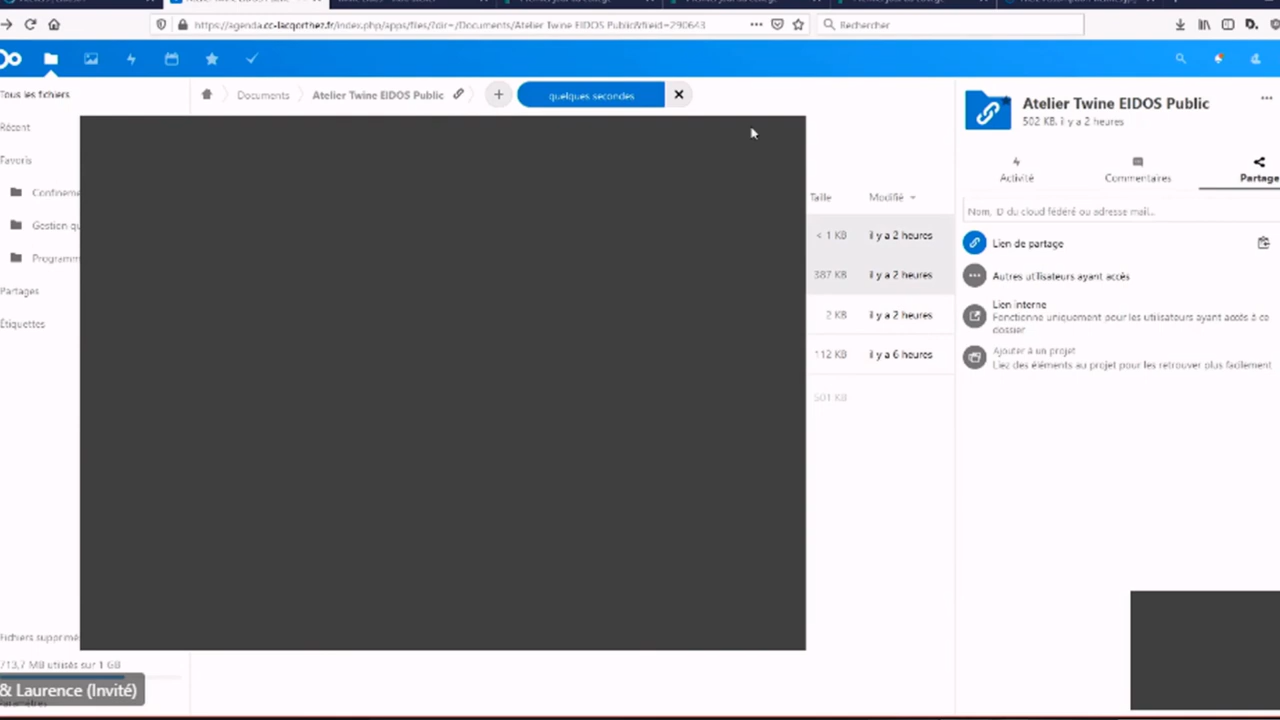 https://agenda.cc-lacqorthez.fr/index.php/apps/files/?dir=/Documents/Atelier Twine EIDOS Public&fileid=290643
Rechercher
Tous les fichiers
Documents
Atelier Twine EIDOS Public
quelques secondes
Récent
Favoris
Confineme
Gestion qu
Programm
Partages
Étiquettes
Taille
Modifié
< 1 KB
il y a 2 heures
387 KB
il y a 2 heures
2 KB
il y a 2 heures
112 KB
il y a 6 heures
501 KB
Atelier Twine EIDOS Public
502 KB, il y a 2 heures
Activité
Commentaires
Partage
Nom, ID du cloud fédéré ou adresse mail...
Lien de partage
Autres utilisateurs ayant accès
Lien interne
Fonctionne uniquement pour les utilisateurs ayant accès à ce
dossier
Ajouter à un projet
Liez des éléments au projet pour les retrouver plus facilement
Fichiers supprimé
713,7 MB utilisés sur 1 GB
& Laurence (Invité)
Paramètres